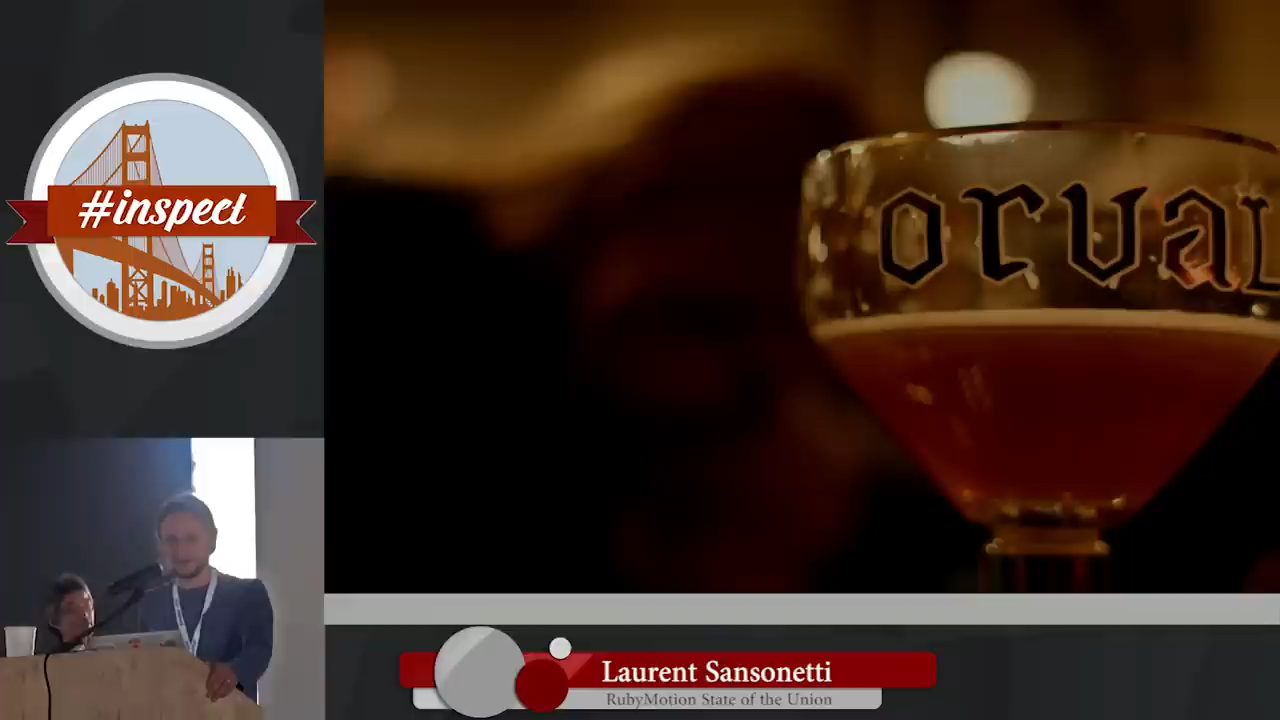 #inspect
orval
Laurent Sansonetti
RubyMotion State of the Union